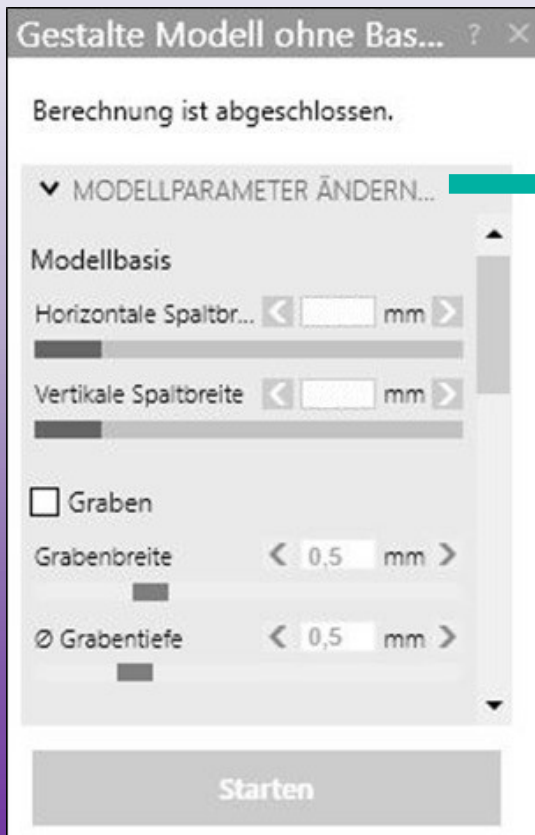 Gestalte Modell ohne Bas... ? ×
Berechnung ist abgeschlossen.
MODELLPARAMETER ÄNDERN...
Modellbasis
Horizontale Spaltbr... < mm >
Vertikale Spaltbreite < mm >
Graben
Grabenbreite < 0,5 mm >
Ø Grabentiefe < 0,5 mm >
Starten